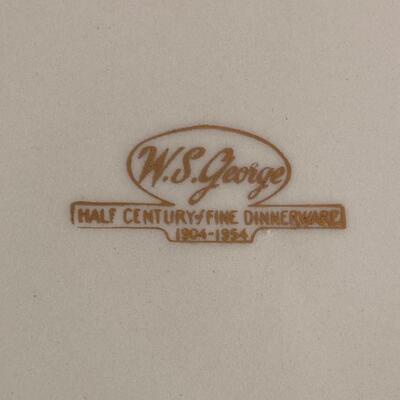 W.S. George
HALF CENTURY of FINE DINNERWARE
1904-1954